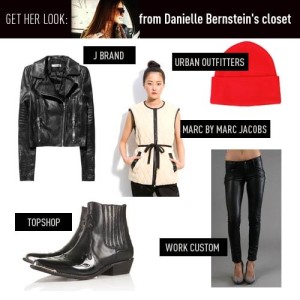 GET HER LOOK:
from Danielle Bernstein's closet
J BRAND
URBAN OUTFITTERS
MARC BY MARC JACOBS
TOPSHOP
WORK CUSTOM